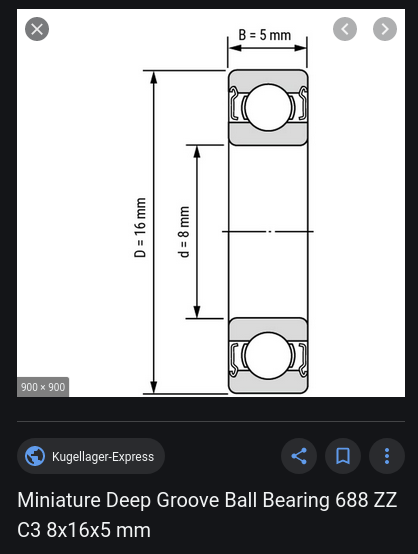 B = 5 mm
D = 16 mm
d = 8 mm
900 × 900
Kugellager-Express
Miniature Deep Groove Ball Bearing 688 ZZ
C3 8x16x5 mm